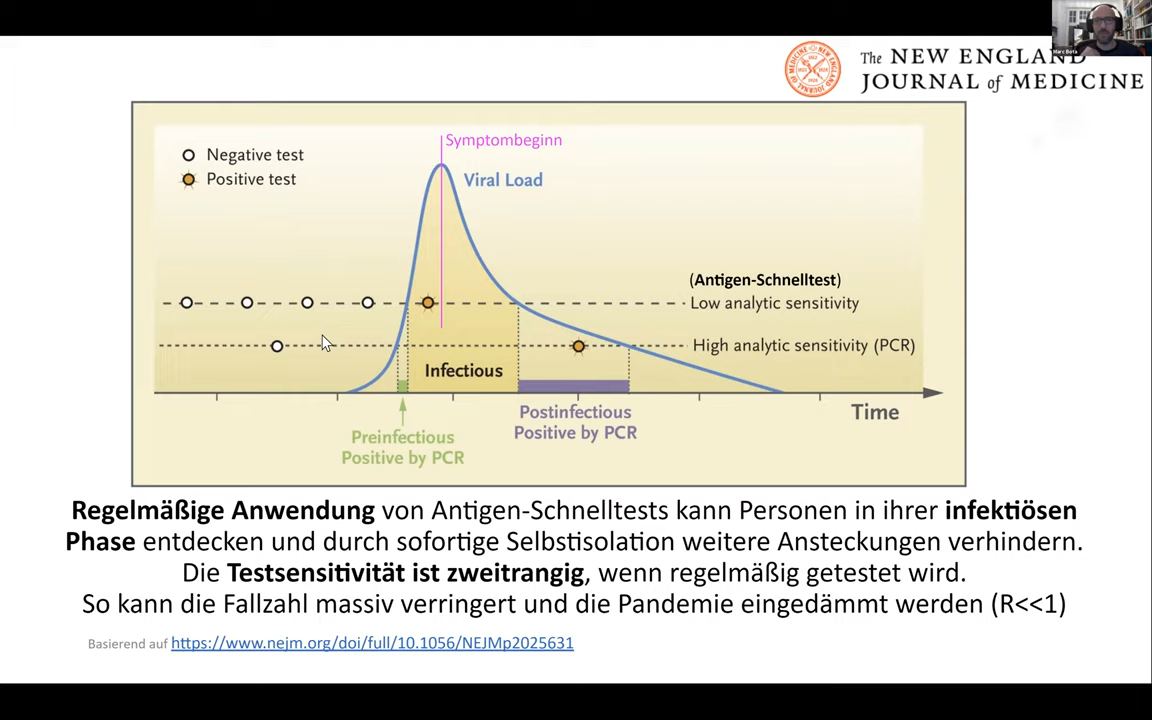 Marc Bota
The NEW ENGLAND
JOURNAL of MEDICINE
Symptombeginn
Negative test
Positive test
Viral Load
(Antigen-Schnelltest)
Low analytic sensitivity
High analytic sensitivity (PCR)
Infectious
Time
Postinfectious
Positive by PCR
Preinfectious
Positive by PCR
Regelmäßige Anwendung von Antigen-Schnelltests kann Personen in ihrer infektiösen
Phase entdecken und durch sofortige Selbstisolation weitere Ansteckungen verhindern.
Die Testsensitivität ist zweitrangig, wenn regelmäßig getestet wird.
So kann die Fallzahl massiv verringert und die Pandemie eingedämmt werden (R<<1)
Basierend auf https://www.nejm.org/doi/full/10.1056/NEJMp2025631